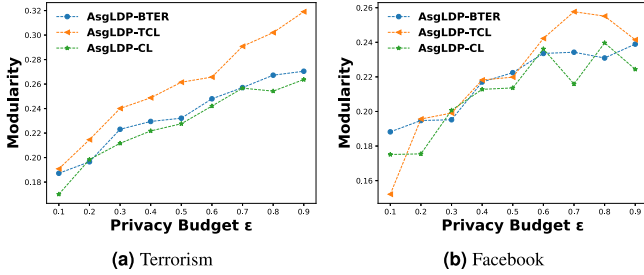 AsgLDP-BTER
AsgLDP-TCL
AsgLDP-CL
Modularity
0.32
0.30
0.28
0.26
0.24
0.22
0.20
0.18
0.1 0.2 0.3 0.4 0.5 0.6 0.7 0.8 0.9
Privacy Budget ε
(a) Terrorism
AsgLDP-BTER
AsgLDP-TCL
AsgLDP-CL
Modularity
0.26
0.24
0.22
0.20
0.18
0.16
0.1 0.2 0.3 0.4 0.5 0.6 0.7 0.8 0.9
Privacy Budget ε
(b) Facebook